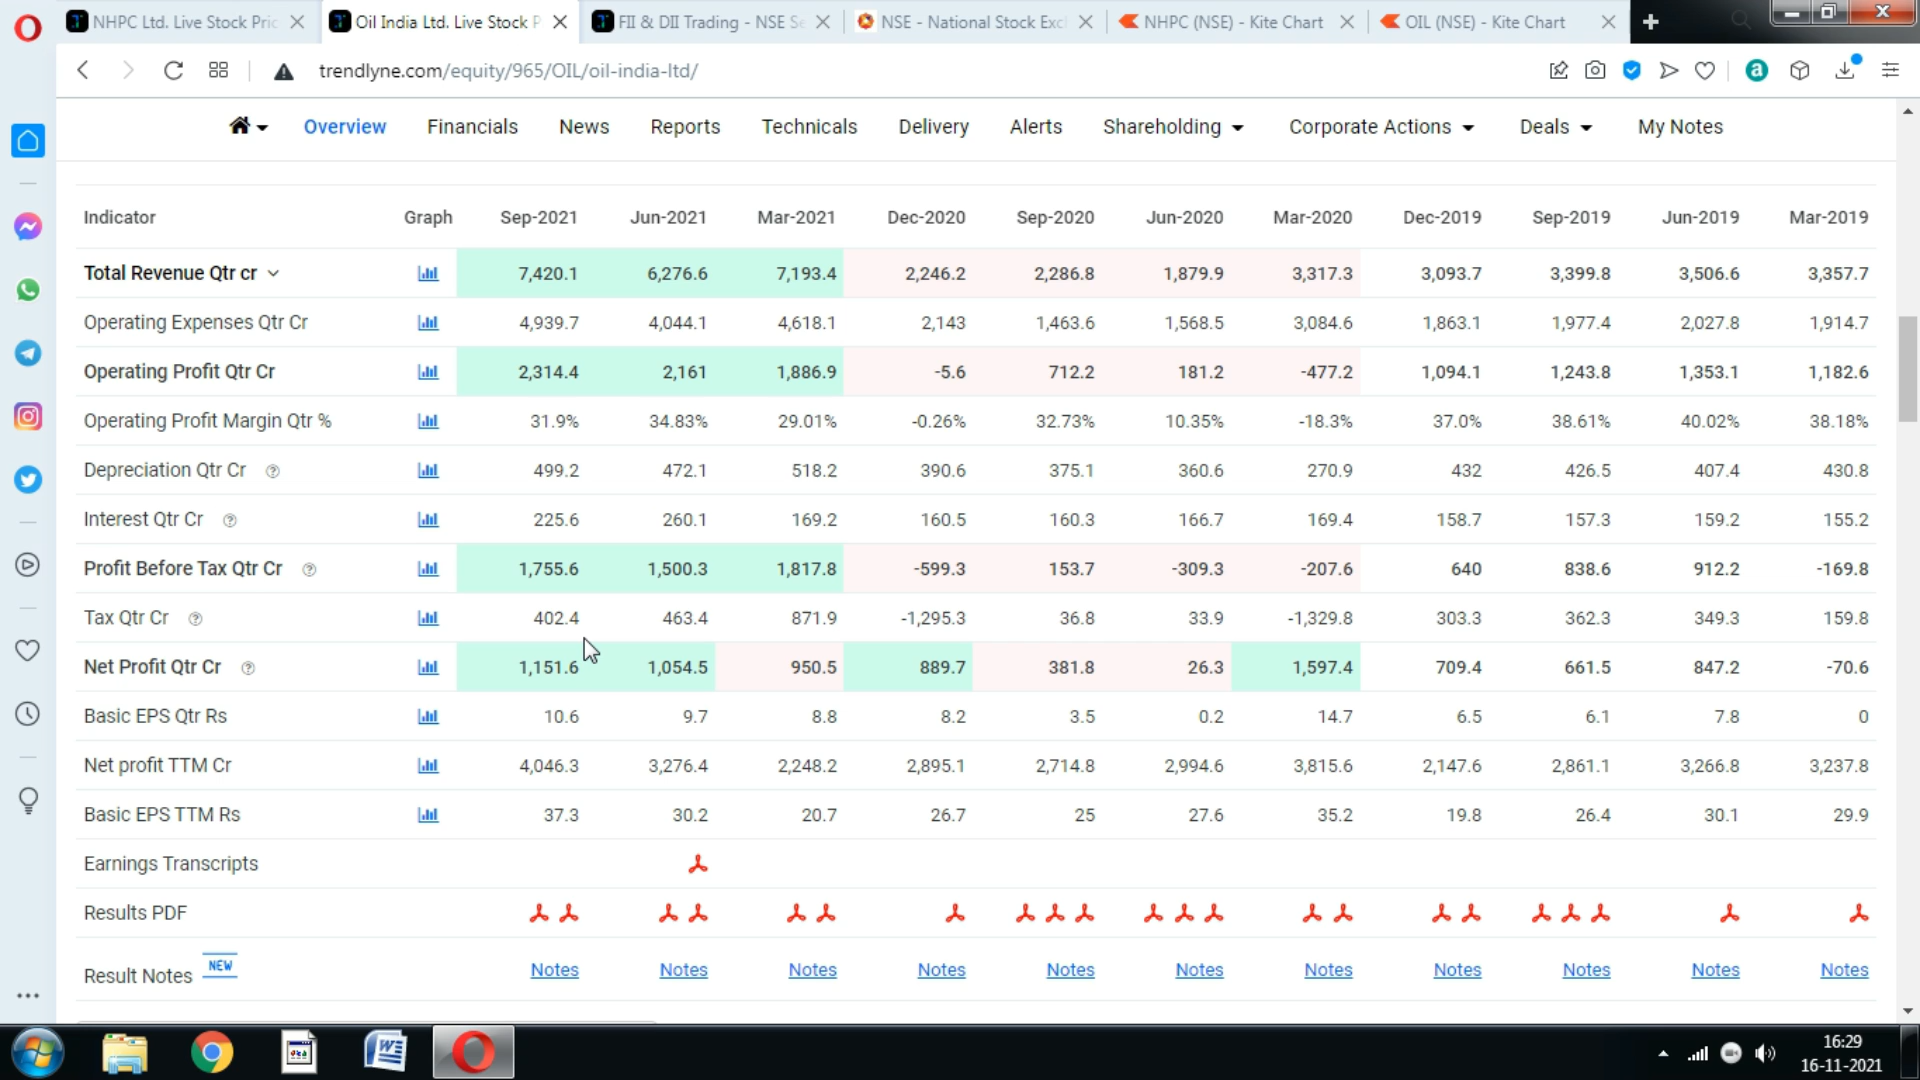 NHPC Ltd. Live Stock Pric
Oil India Ltd. Live Stock P
FII & DII Trading - NSE Se
NSE - National Stock Exc
NHPC (NSE) - Kite Chart
OIL (NSE) - Kite Chart
trendlyne.com/equity/965/OIL/oil-india-ltd/
Overview Financials News Reports Technicals Delivery Alerts Shareholding Corporate Actions Deals My Notes
Indicator Graph Sep-2021 Jun-2021 Mar-2021 Dec-2020 Sep-2020 Jun-2020 Mar-2020 Dec-2019 Sep-2019 Jun-2019 Mar-2019
Total Revenue Qtr cr 7,420.1 6,276.6 7,193.4 2,246.2 2,286.8 1,879.9 3,317.3 3,093.7 3,399.8 3,506.6 3,357.7
Operating Expenses Qtr Cr 4,939.7 4,044.1 4,618.1 2,143 1,463.6 1,568.5 3,084.6 1,863.1 1,977.4 2,027.8 1,914.7
Operating Profit Qtr Cr 2,314.4 2,161 1,886.9 -5.6 712.2 181.2 -477.2 1,094.1 1,243.8 1,353.1 1,182.6
Operating Profit Margin Qtr % 31.9% 34.83% 29.01% -0.26% 32.73% 10.35% -18.3% 37.0% 38.61% 40.02% 38.18%
Depreciation Qtr Cr 499.2 472.1 518.2 390.6 375.1 360.6 270.9 432 426.5 407.4 430.8
Interest Qtr Cr 225.6 260.1 169.2 160.5 160.3 166.7 169.4 158.7 157.3 159.2 155.2
Profit Before Tax Qtr Cr 1,755.6 1,500.3 1,817.8 -599.3 153.7 -309.3 -207.6 640 838.6 912.2 -169.8
Tax Qtr Cr 402.4 463.4 871.9 -1,295.3 36.8 33.9 -1,329.8 303.3 362.3 349.3 159.8
Net Profit Qtr Cr 1,151.6 1,054.5 950.5 889.7 381.8 26.3 1,597.4 709.4 661.5 847.2 -70.6
Basic EPS Qtr Rs 10.6 9.7 8.8 8.2 3.5 0.2 14.7 6.5 6.1 7.8 0
Net profit TTM Cr 4,046.3 3,276.4 2,248.2 2,895.1 2,714.8 2,994.6 3,815.6 2,147.6 2,861.1 3,266.8 3,237.8
Basic EPS TTM Rs 37.3 30.2 20.7 26.7 25 27.6 35.2 19.8 26.4 30.1 29.9
Earnings Transcripts
Results PDF
Result Notes NEW Notes Notes Notes Notes Notes Notes Notes Notes Notes Notes Notes
16:29
16-11-2021